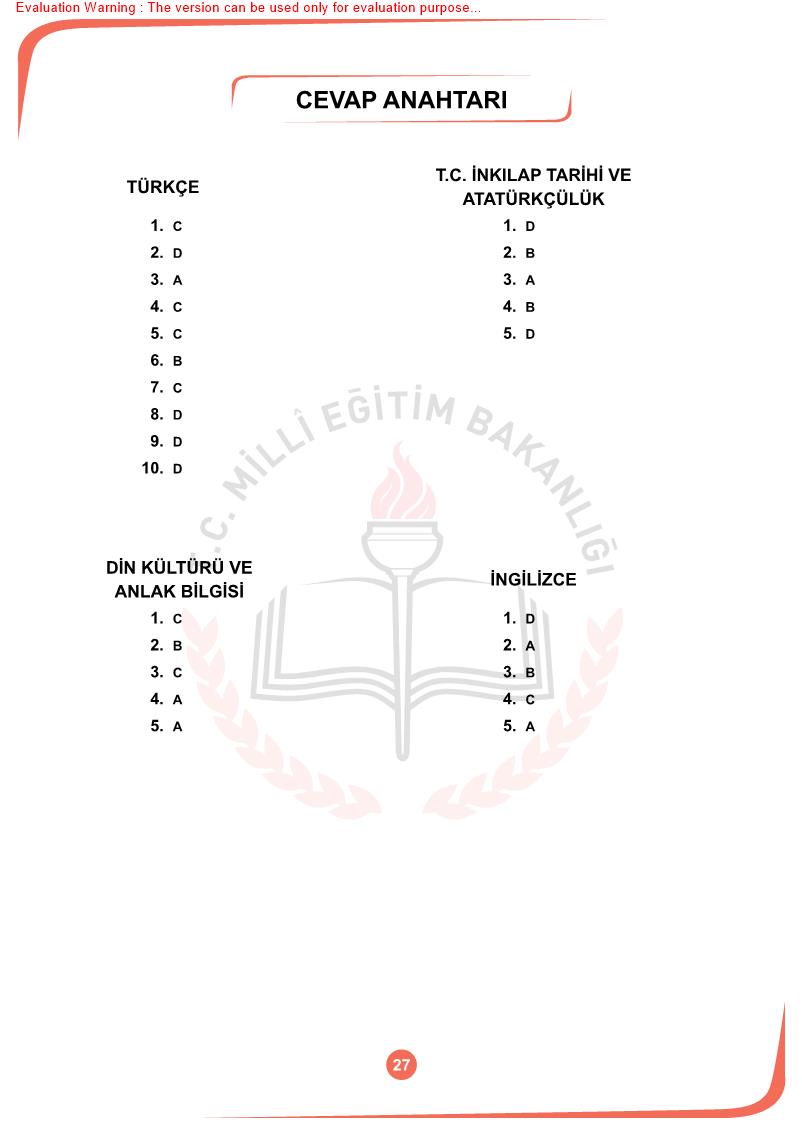 Evaluation Warning : The version can be used only for evaluation purpose...
CEVAP ANAHTARI
TÜRKÇE
1. C
2. D
3. A
4. C
5. C
6. B
7. C
8. D
9. D
10. D
T.C. İNKILAP TARİHİ VE
ATATÜRKÇÜLÜK
1. D
2. B
3. A
4. B
5. D
T.C. MİLLÎ EĞİTİM BAKANLIĞI
DİN KÜLTÜRÜ VE
ANLAK BİLGİSİ
1. C
2. B
3. C
4. A
5. A
İNGİLİZCE
1. D
2. A
3. B
4. C
5. A
27